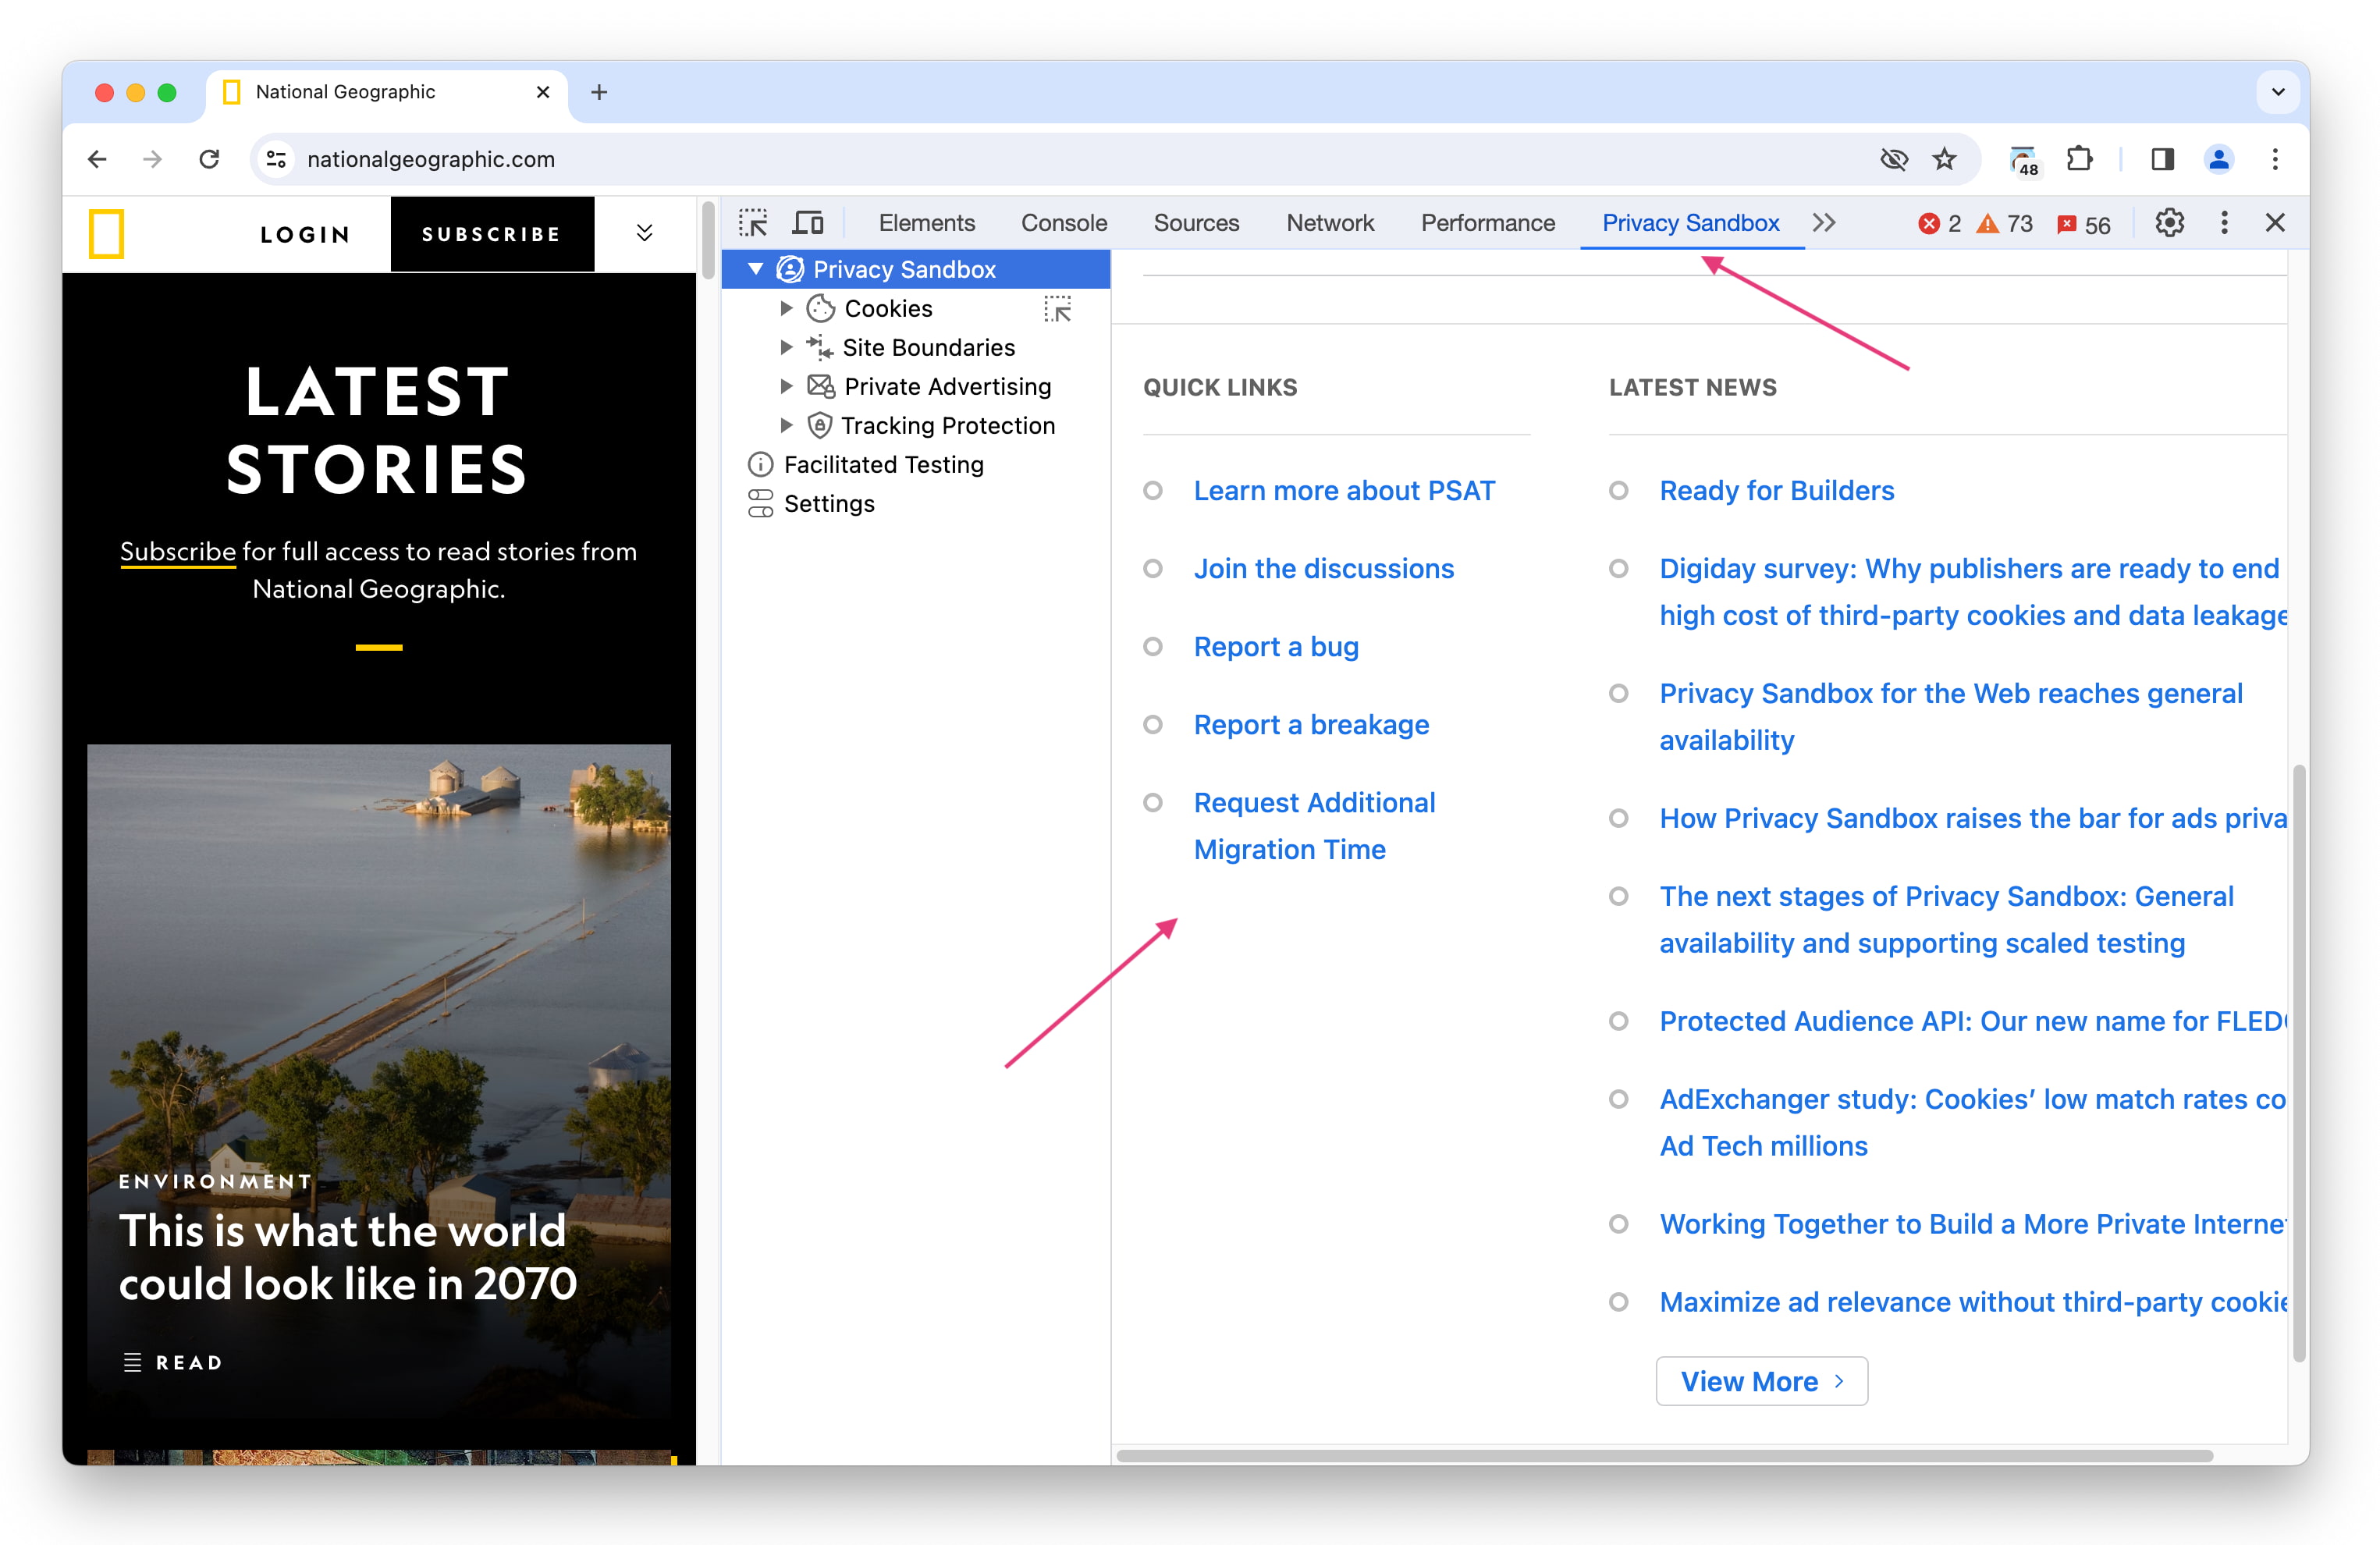 National Geographic
nationalgeographic.com
48
LOGIN
SUBSCRIBE
LATEST
STORIES
Subscribe for full access to read stories from
National Geographic.
ENVIRONMENT
This is what the world
could look like in 2070
READ
Elements
Console
Sources
Network
Performance
Privacy Sandbox
2
73
56
Privacy Sandbox
Cookies
Site Boundaries
Private Advertising
Tracking Protection
Facilitated Testing
Settings
QUICK LINKS
Learn more about PSAT
Join the discussions
Report a bug
Report a breakage
Request Additional
Migration Time
LATEST NEWS
Ready for Builders
Digiday survey: Why publishers are ready to end
high cost of third-party cookies and data leakage
Privacy Sandbox for the Web reaches general
availability
How Privacy Sandbox raises the bar for ads priva
The next stages of Privacy Sandbox: General
availability and supporting scaled testing
Protected Audience API: Our new name for FLED
AdExchanger study: Cookies’ low match rates co
Ad Tech millions
Working Together to Build a More Private Internet
Maximize ad relevance without third-party cookie
View More